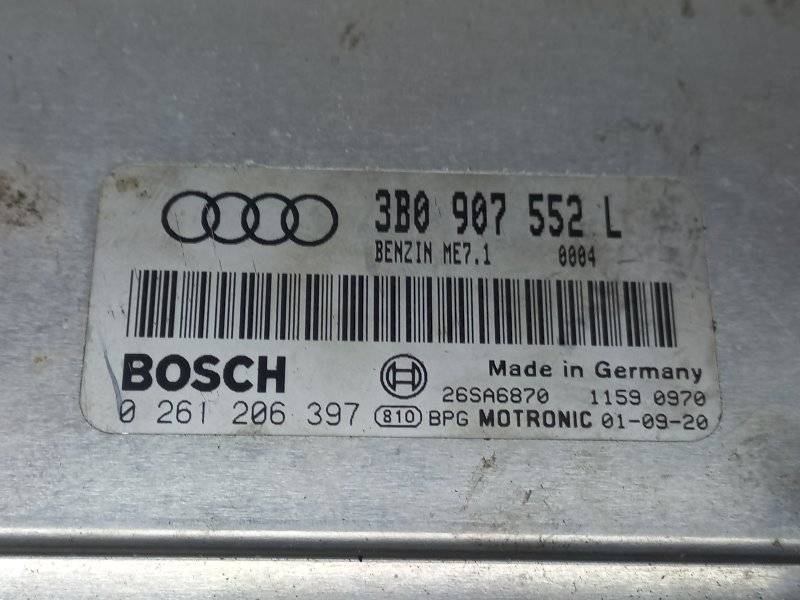 3B0 907 552 L
BENZIN ME7.1 0004
BOSCH
Made in Germany
26SA6870 1159 0970
0 261 206 397 810 BPG MOTRONIC 01-09-20